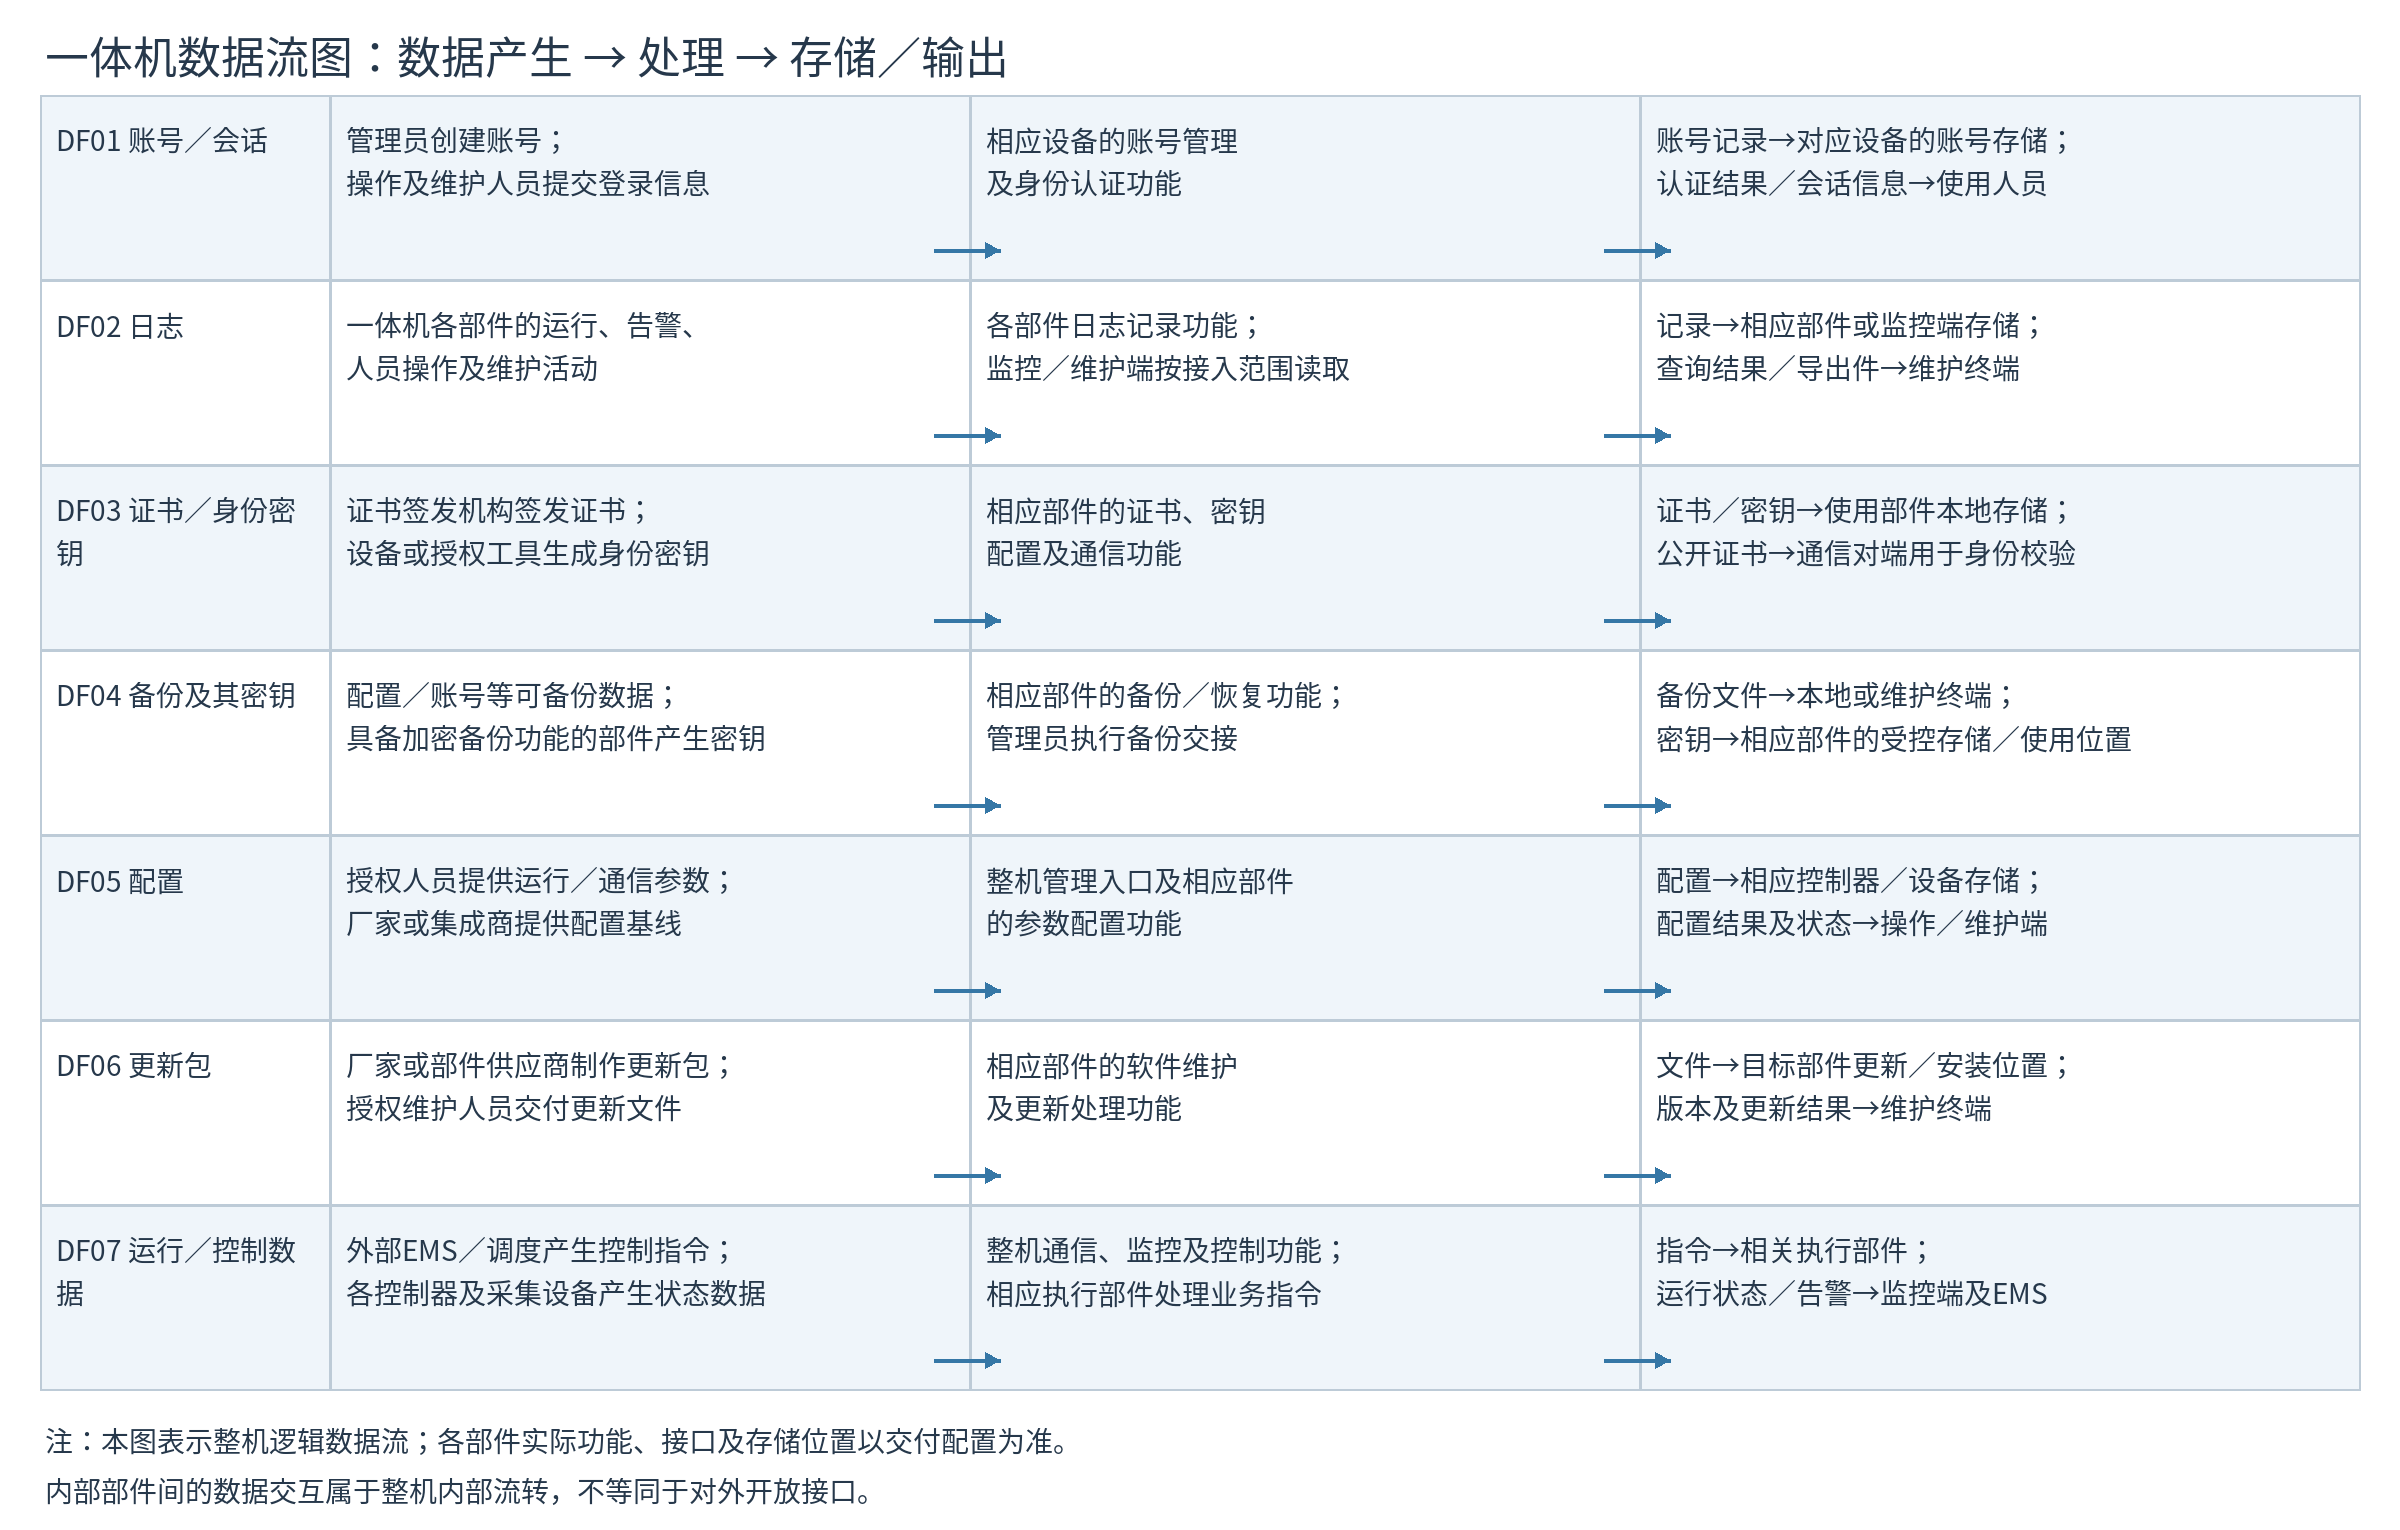 一体机数据流图：数据产生 → 处理 → 存储／输出
DF01 账号／会话
管理员创建账号；
操作及维护人员提交登录信息
相应设备的账号管理
及身份认证功能
账号记录→对应设备的账号存储；
认证结果／会话信息→使用人员
DF02 日志
一体机各部件的运行、告警、
人员操作及维护活动
各部件日志记录功能；
监控／维护端按接入范围读取
记录→相应部件或监控端存储；
查询结果／导出件→维护终端
DF03 证书／身份密
钥
证书签发机构签发证书；
设备或授权工具生成身份密钥
相应部件的证书、密钥
配置及通信功能
证书／密钥→使用部件本地存储；
公开证书→通信对端用于身份校验
DF04 备份及其密钥
配置／账号等可备份数据；
具备加密备份功能的部件产生密钥
相应部件的备份／恢复功能；
管理员执行备份交接
备份文件→本地或维护终端；
密钥→相应部件的受控存储／使用位置
DF05 配置
授权人员提供运行／通信参数；
厂家或集成商提供配置基线
整机管理入口及相应部件
的参数配置功能
配置→相应控制器／设备存储；
配置结果及状态→操作／维护端
DF06 更新包
厂家或部件供应商制作更新包；
授权维护人员交付更新文件
相应部件的软件维护
及更新处理功能
文件→目标部件更新／安装位置；
版本及更新结果→维护终端
DF07 运行／控制数
据
外部EMS／调度产生控制指令；
各控制器及采集设备产生状态数据
整机通信、监控及控制功能；
相应执行部件处理业务指令
指令→相关执行部件；
运行状态／告警→监控端及EMS
注：本图表示整机逻辑数据流；各部件实际功能、接口及存储位置以交付配置为准。
内部部件间的数据交互属于整机内部流转，不等同于对外开放接口。